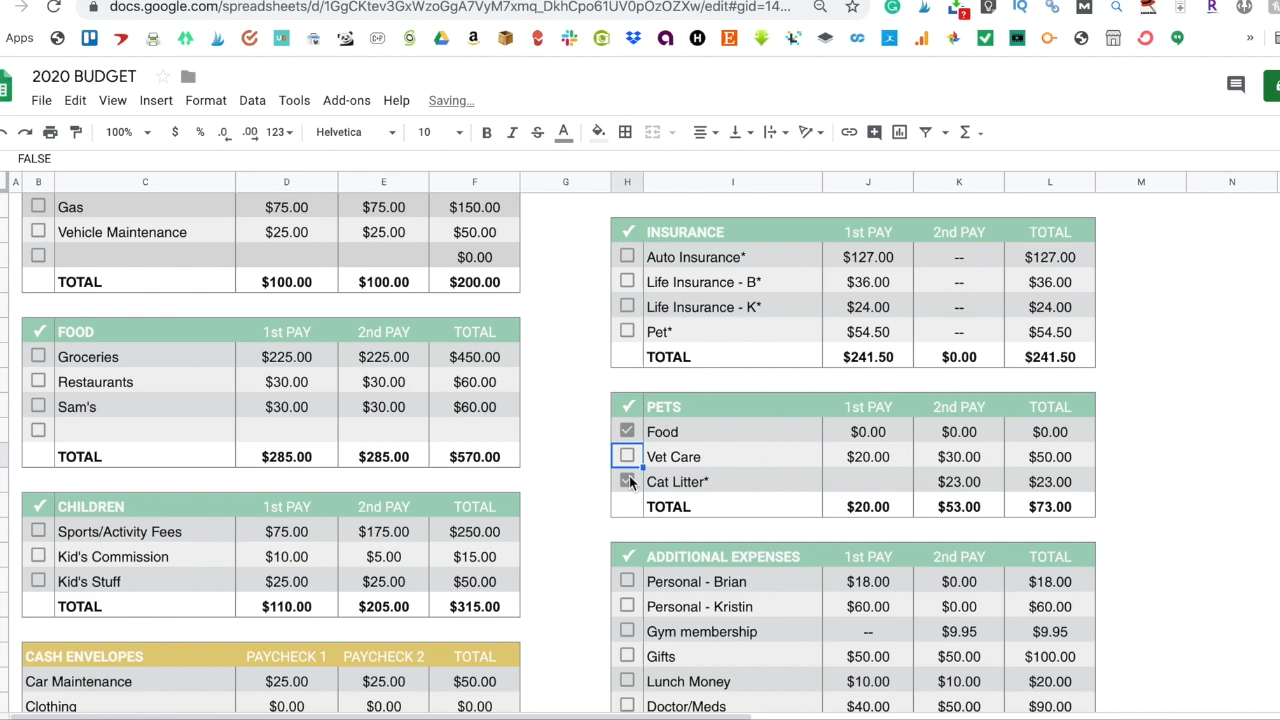 docs.google.com/spreadsheets/d/1GgCKtev3GxWzoGgA7VyM7xmq_DkhCpo61UV0pOzOZXw/edit#gid=14...
Apps
2020 BUDGET
File Edit View Insert Format Data Tools Add-ons Help Saving...
100% $ % .0 .00 123 Helvetica 10 B I S A
FALSE
A B C D E F G H I J K L M N
Gas $75.00 $75.00 $150.00
Vehicle Maintenance $25.00 $25.00 $50.00
$0.00
TOTAL $100.00 $100.00 $200.00
FOOD 1st PAY 2nd PAY TOTAL
Groceries $225.00 $225.00 $450.00
Restaurants $30.00 $30.00 $60.00
Sam's $30.00 $30.00 $60.00
TOTAL $285.00 $285.00 $570.00
CHILDREN 1st PAY 2nd PAY TOTAL
Sports/Activity Fees $75.00 $175.00 $250.00
Kid's Commission $10.00 $5.00 $15.00
Kid's Stuff $25.00 $25.00 $50.00
TOTAL $110.00 $205.00 $315.00
CASH ENVELOPES PAYCHECK 1 PAYCHECK 2 TOTAL
Car Maintenance $25.00 $25.00 $50.00
Clothing $0.00 $0.00 $0.00
INSURANCE 1st PAY 2nd PAY TOTAL
Auto Insurance* $127.00 -- $127.00
Life Insurance - B* $36.00 -- $36.00
Life Insurance - K* $24.00 -- $24.00
Pet* $54.50 -- $54.50
TOTAL $241.50 $0.00 $241.50
PETS 1st PAY 2nd PAY TOTAL
Food $0.00 $0.00 $0.00
Vet Care $20.00 $30.00 $50.00
Cat Litter* $23.00 $23.00
TOTAL $20.00 $53.00 $73.00
ADDITIONAL EXPENSES 1st PAY 2nd PAY TOTAL
Personal - Brian $18.00 $0.00 $18.00
Personal - Kristin $60.00 $0.00 $60.00
Gym membership -- $9.95 $9.95
Gifts $50.00 $50.00 $100.00
Lunch Money $10.00 $10.00 $20.00
Doctor/Meds $40.00 $50.00 $90.00